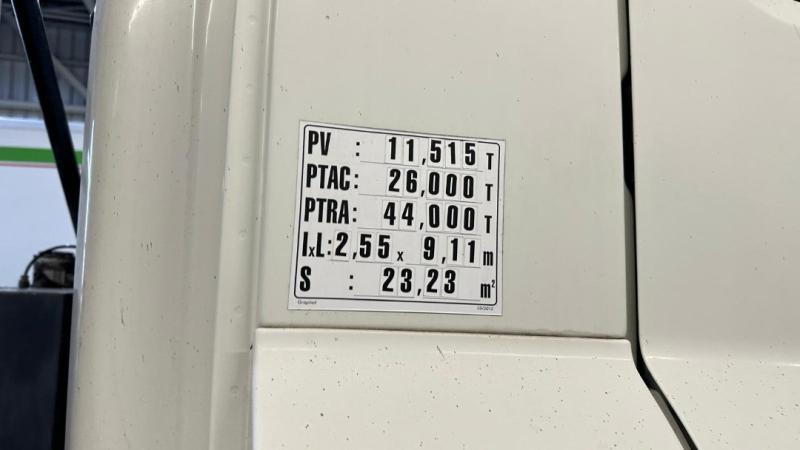 PV : 11,515 T
PTAC: 26,000 T
PTRA: 44,000 T
IxL: 2,55 x 9,11 m
S : 23,23 m²